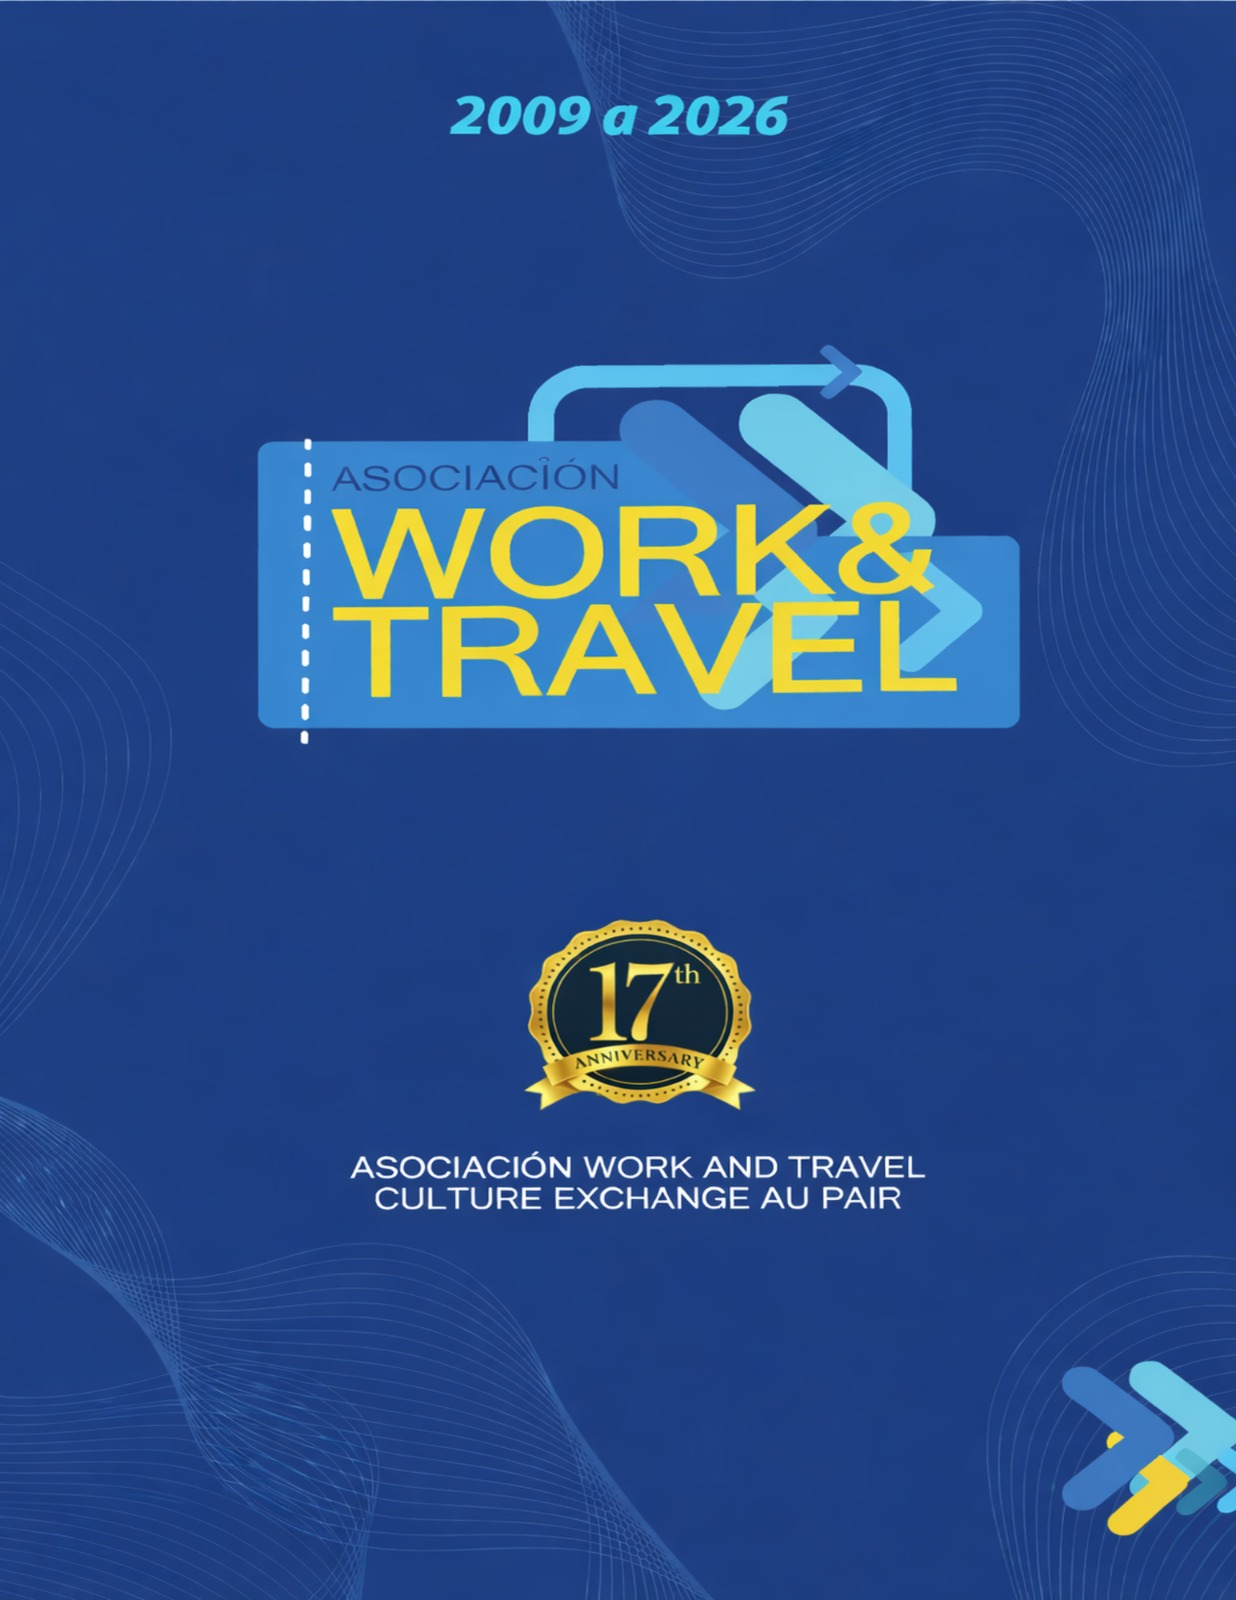 2009 a 2026
ASOCIACIÓN
WORK&
TRAVEL
17th
ANNIVERSARY
ASOCIACIÓN WORK AND TRAVEL
CULTURE EXCHANGE AU PAIR